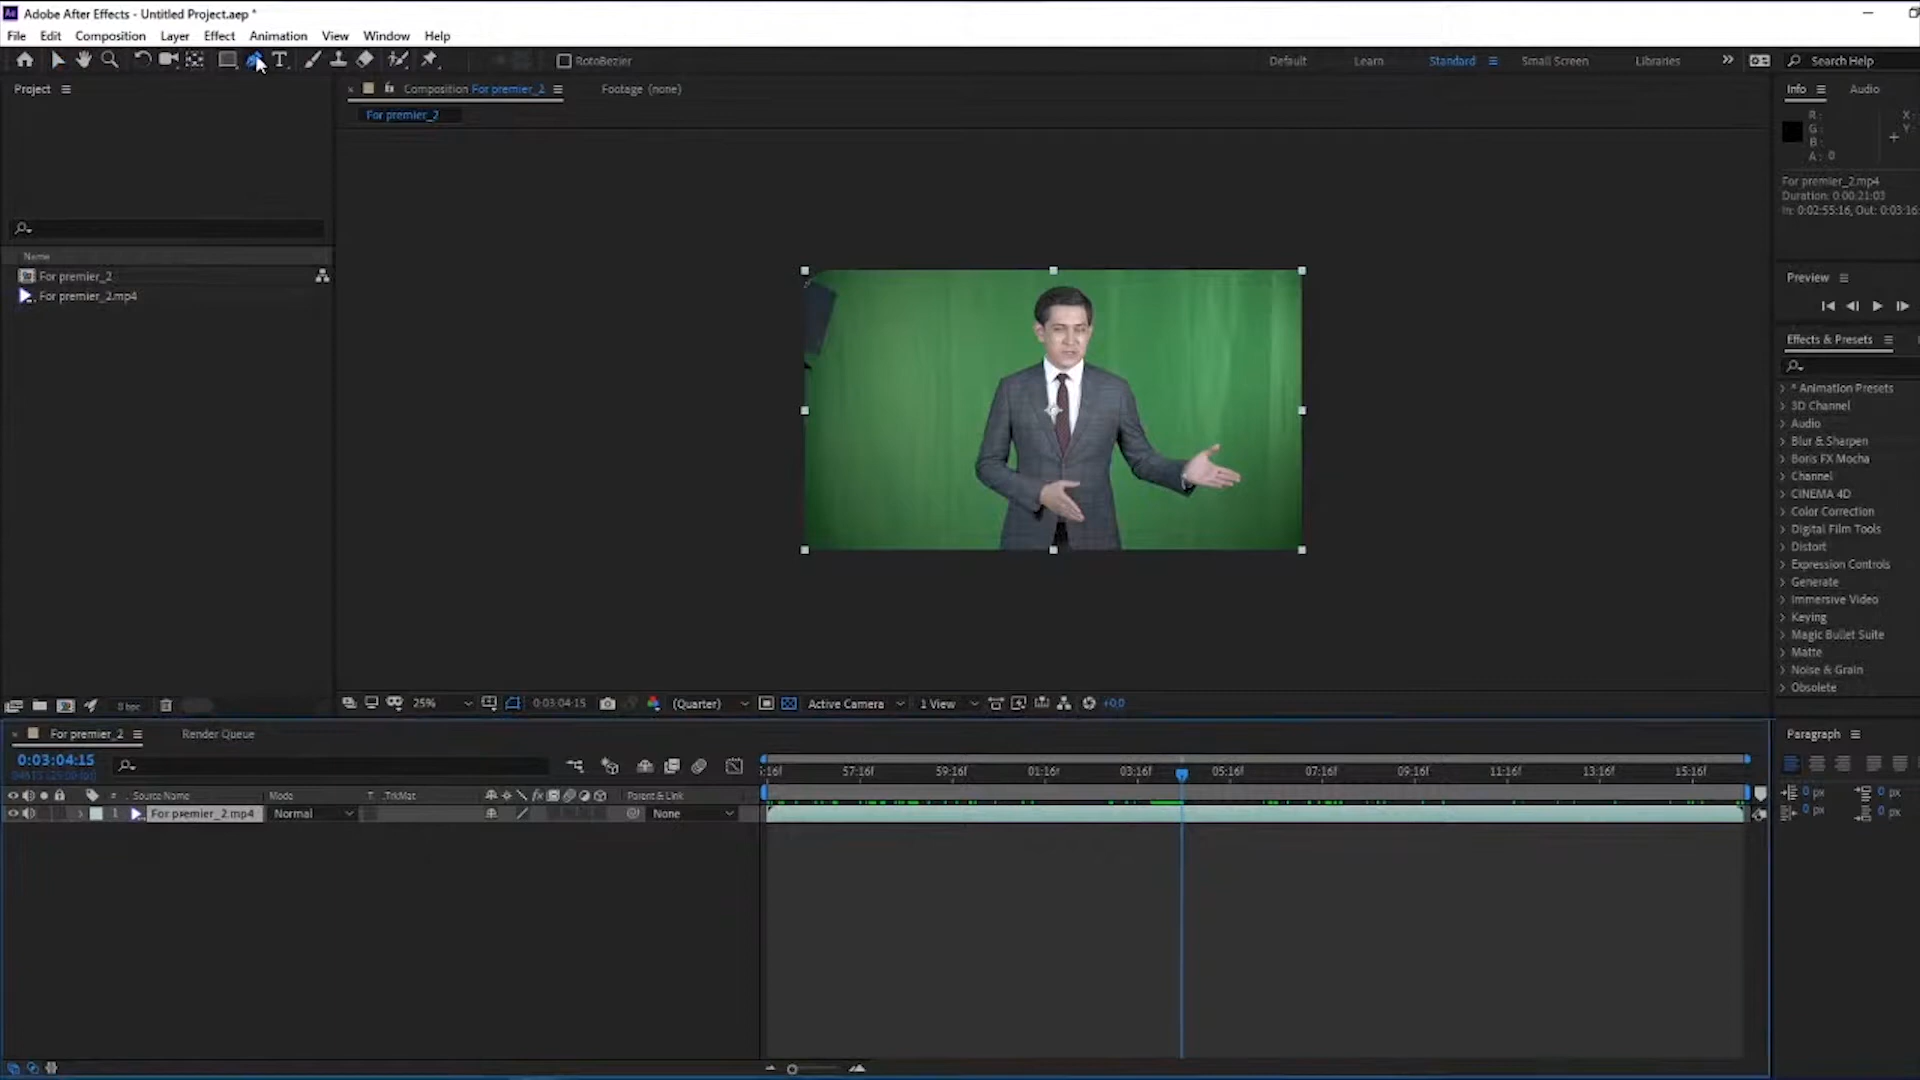 Adobe After Effects - Untitled Project.aep *
File Edit Composition Layer Effect Animation View Window Help
RotoBezier
Default Learn Standard Small Screen Libraries
Search Help
Project
Composition For premier_2
Footage (none)
For premier_2
Name
For premier_2
For premier_2.mp4
8 bpc
25%
0:03:04:15
(Quarter)
Active Camera
1 View
+0,0
Info Audio
R:
G:
B:
A: 0
X:
Y:
For premier_2.mp4
Duration: 0:00:21:03
In: 0:02:55:16, Out: 0:03:16:
Preview
Effects & Presets
* Animation Presets
3D Channel
Audio
Blur & Sharpen
Boris FX Mocha
Channel
CINEMA 4D
Color Correction
Digital Film Tools
Distort
Expression Controls
Generate
Immersive Video
Keying
Magic Bullet Suite
Matte
Noise & Grain
Obsolete
For premier_2
Render Queue
0:03:04:15
:16f 57:16f 59:16f 01:16f 03:16f 05:16f 07:16f 09:16f 11:16f 13:16f 15:16f
# Source Name Mode T .TrkMat Parent & Link
1 For premier_2.mp4 Normal None
Paragraph
0 px 0 px
0 px 0 px